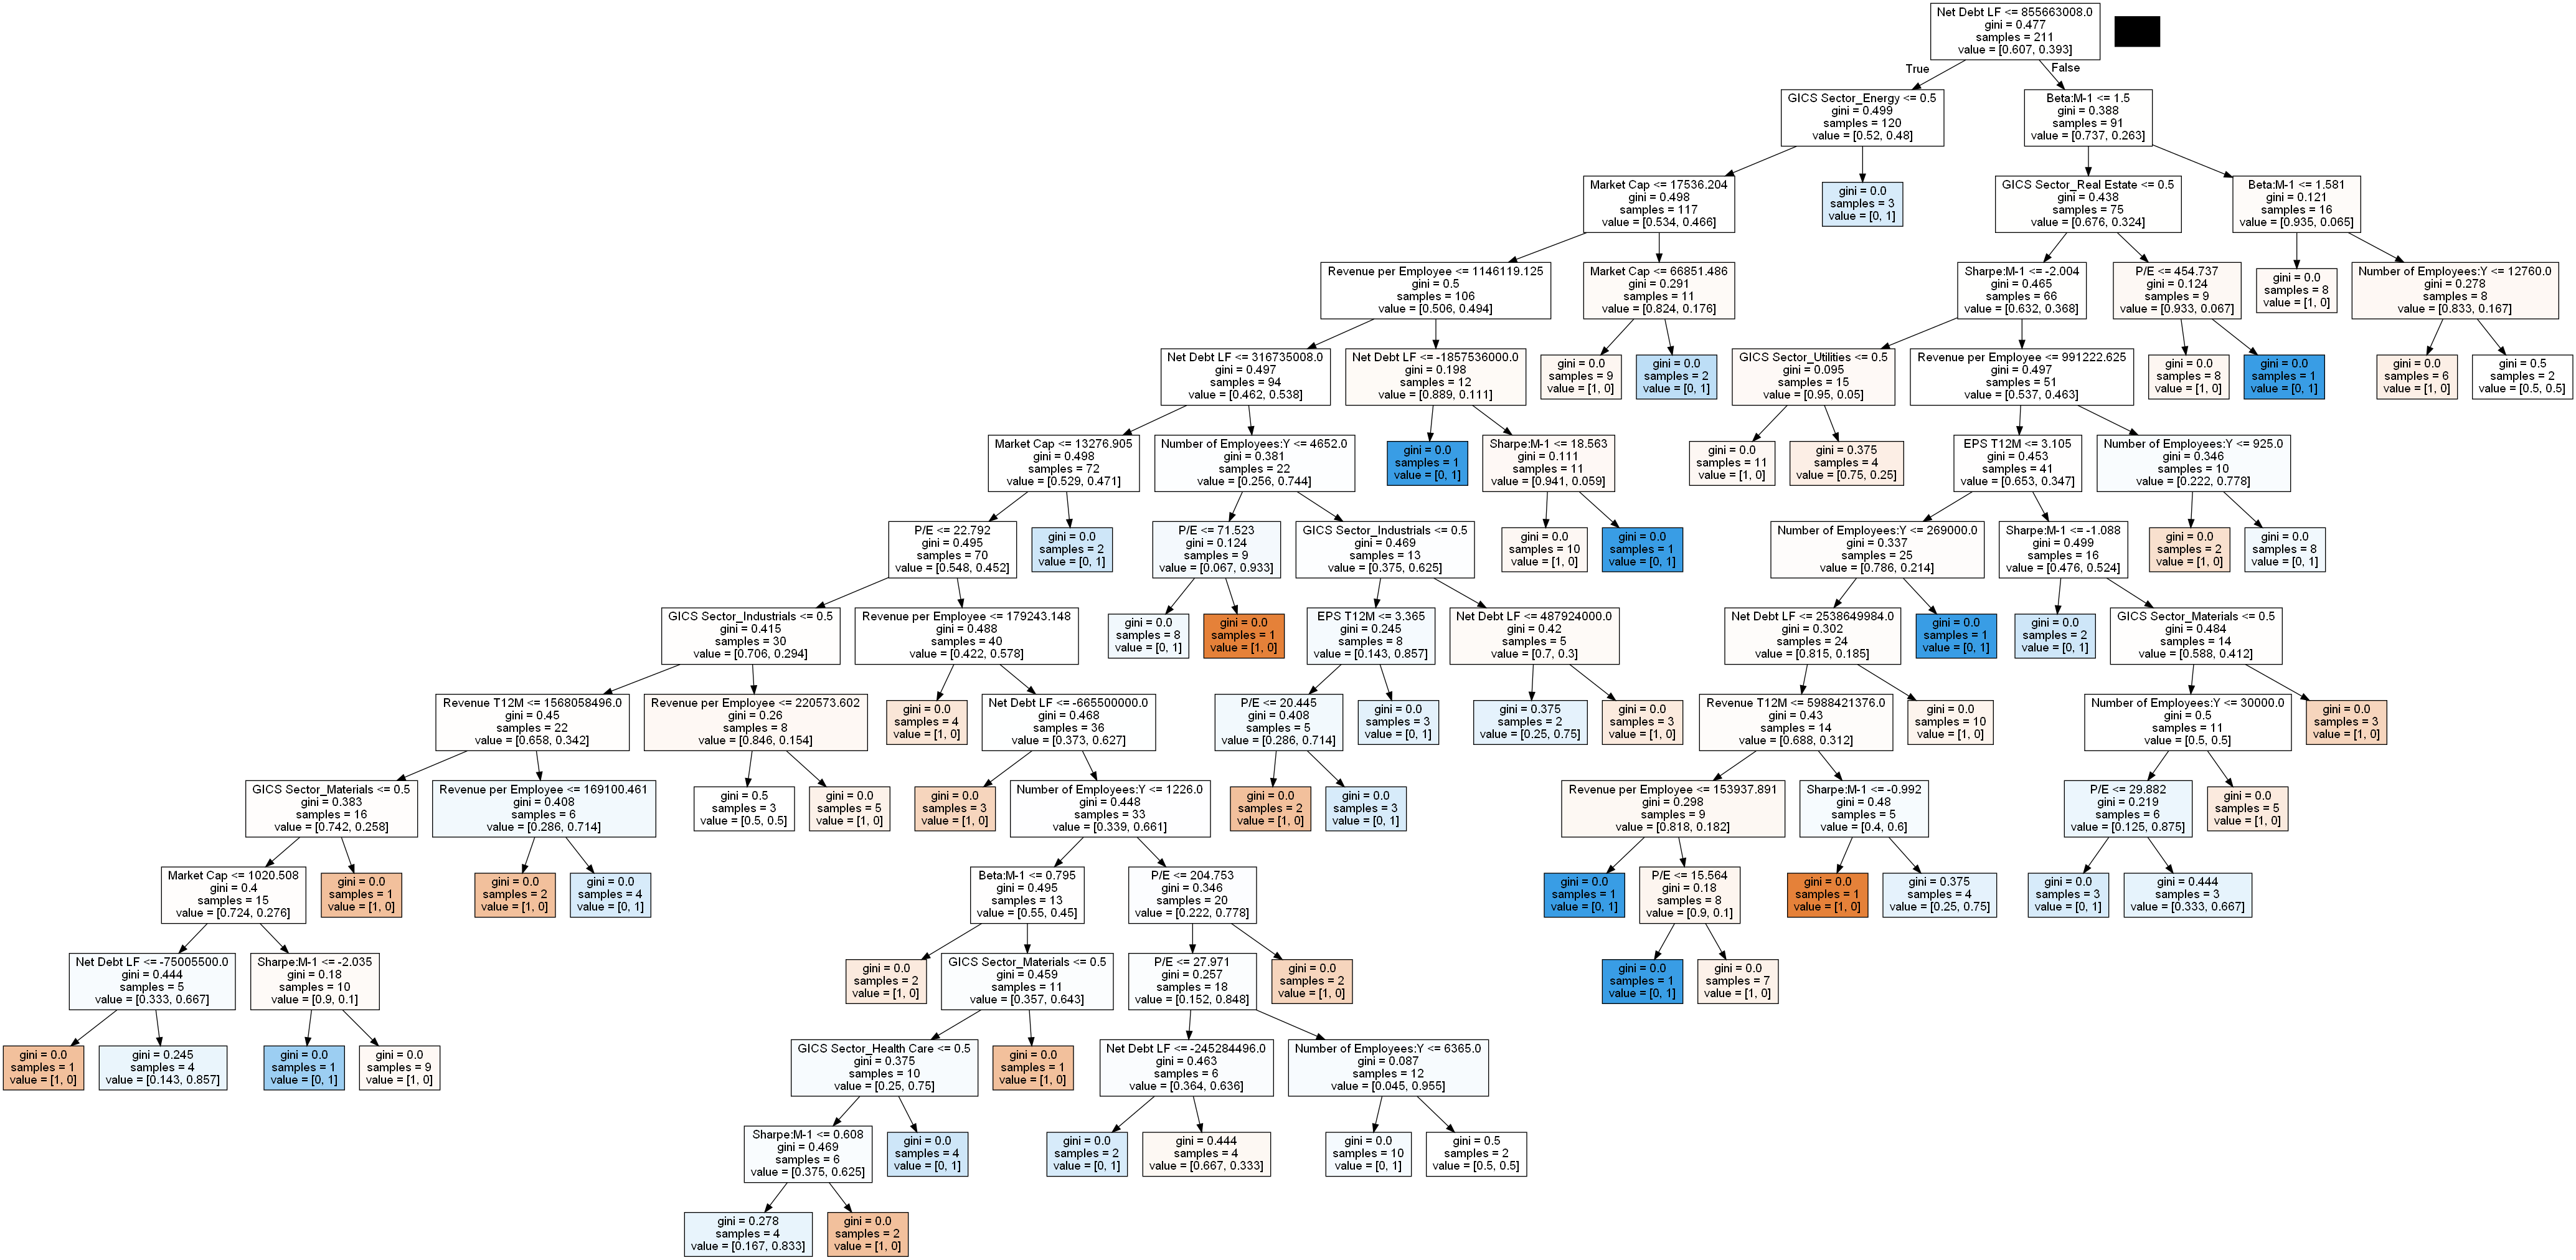 Net Debt LF <= 855663008.0
gini = 0.477
samples = 211
value = [0.607, 0.393]
True
False
GICS Sector_Energy <= 0.5
gini = 0.499
samples = 120
value = [0.52, 0.48]
Beta:M-1 <= 1.5
gini = 0.388
samples = 91
value = [0.737, 0.263]
Market Cap <= 17536.204
gini = 0.498
samples = 117
value = [0.534, 0.466]
gini = 0.0
samples = 3
value = [0, 1]
GICS Sector_Real Estate <= 0.5
gini = 0.438
samples = 75
value = [0.676, 0.324]
Beta:M-1 <= 1.581
gini = 0.121
samples = 16
value = [0.935, 0.065]
Revenue per Employee <= 1146119.125
gini = 0.5
samples = 106
value = [0.506, 0.494]
Market Cap <= 66851.486
gini = 0.291
samples = 11
value = [0.824, 0.176]
Sharpe:M-1 <= -2.004
gini = 0.465
samples = 66
value = [0.632, 0.368]
P/E <= 454.737
gini = 0.124
samples = 9
value = [0.933, 0.067]
gini = 0.0
samples = 8
value = [1, 0]
Number of Employees:Y <= 12760.0
gini = 0.278
samples = 8
value = [0.833, 0.167]
Net Debt LF <= 316735008.0
gini = 0.497
samples = 94
value = [0.462, 0.538]
Net Debt LF <= -1857536000.0
gini = 0.198
samples = 12
value = [0.889, 0.111]
gini = 0.0
samples = 9
value = [1, 0]
gini = 0.0
samples = 2
value = [0, 1]
GICS Sector_Utilities <= 0.5
gini = 0.095
samples = 15
value = [0.95, 0.05]
Revenue per Employee <= 991222.625
gini = 0.497
samples = 51
value = [0.537, 0.463]
gini = 0.0
samples = 8
value = [1, 0]
gini = 0.0
samples = 1
value = [0, 1]
gini = 0.0
samples = 6
value = [1, 0]
gini = 0.5
samples = 2
value = [0.5, 0.5]
Market Cap <= 13276.905
gini = 0.498
samples = 72
value = [0.529, 0.471]
Number of Employees:Y <= 4652.0
gini = 0.381
samples = 22
value = [0.256, 0.744]
gini = 0.0
samples = 1
value = [0, 1]
Sharpe:M-1 <= 18.563
gini = 0.111
samples = 11
value = [0.941, 0.059]
gini = 0.0
samples = 11
value = [1, 0]
gini = 0.375
samples = 4
value = [0.75, 0.25]
EPS T12M <= 3.105
gini = 0.453
samples = 41
value = [0.653, 0.347]
Number of Employees:Y <= 925.0
gini = 0.346
samples = 10
value = [0.222, 0.778]
P/E <= 22.792
gini = 0.495
samples = 70
value = [0.548, 0.452]
gini = 0.0
samples = 2
value = [0, 1]
P/E <= 71.523
gini = 0.124
samples = 9
value = [0.067, 0.933]
GICS Sector_Industrials <= 0.5
gini = 0.469
samples = 13
value = [0.375, 0.625]
gini = 0.0
samples = 10
value = [1, 0]
gini = 0.0
samples = 1
value = [0, 1]
Number of Employees:Y <= 269000.0
gini = 0.337
samples = 25
value = [0.786, 0.214]
Sharpe:M-1 <= -1.088
gini = 0.499
samples = 16
value = [0.476, 0.524]
gini = 0.0
samples = 2
value = [1, 0]
gini = 0.0
samples = 8
value = [0, 1]
GICS Sector_Industrials <= 0.5
gini = 0.415
samples = 30
value = [0.706, 0.294]
Revenue per Employee <= 179243.148
gini = 0.488
samples = 40
value = [0.422, 0.578]
gini = 0.0
samples = 8
value = [0, 1]
gini = 0.0
samples = 1
value = [1, 0]
EPS T12M <= 3.365
gini = 0.245
samples = 8
value = [0.143, 0.857]
Net Debt LF <= 487924000.0
gini = 0.42
samples = 5
value = [0.7, 0.3]
Net Debt LF <= 2538649984.0
gini = 0.302
samples = 24
value = [0.815, 0.185]
gini = 0.0
samples = 1
value = [0, 1]
gini = 0.0
samples = 2
value = [0, 1]
GICS Sector_Materials <= 0.5
gini = 0.484
samples = 14
value = [0.588, 0.412]
Revenue T12M <= 1568058496.0
gini = 0.45
samples = 22
value = [0.658, 0.342]
Revenue per Employee <= 220573.602
gini = 0.26
samples = 8
value = [0.846, 0.154]
gini = 0.0
samples = 4
value = [1, 0]
Net Debt LF <= -665500000.0
gini = 0.468
samples = 36
value = [0.373, 0.627]
P/E <= 20.445
gini = 0.408
samples = 5
value = [0.286, 0.714]
gini = 0.0
samples = 3
value = [0, 1]
gini = 0.375
samples = 2
value = [0.25, 0.75]
gini = 0.0
samples = 3
value = [1, 0]
Revenue T12M <= 5988421376.0
gini = 0.43
samples = 14
value = [0.688, 0.312]
gini = 0.0
samples = 10
value = [1, 0]
Number of Employees:Y <= 30000.0
gini = 0.5
samples = 11
value = [0.5, 0.5]
gini = 0.0
samples = 3
value = [1, 0]
GICS Sector_Materials <= 0.5
gini = 0.383
samples = 16
value = [0.742, 0.258]
Revenue per Employee <= 169100.461
gini = 0.408
samples = 6
value = [0.286, 0.714]
gini = 0.5
samples = 3
value = [0.5, 0.5]
gini = 0.0
samples = 5
value = [1, 0]
gini = 0.0
samples = 3
value = [1, 0]
Number of Employees:Y <= 1226.0
gini = 0.448
samples = 33
value = [0.339, 0.661]
gini = 0.0
samples = 2
value = [1, 0]
gini = 0.0
samples = 3
value = [0, 1]
Revenue per Employee <= 153937.891
gini = 0.298
samples = 9
value = [0.818, 0.182]
Sharpe:M-1 <= -0.992
gini = 0.48
samples = 5
value = [0.4, 0.6]
P/E <= 29.882
gini = 0.219
samples = 6
value = [0.125, 0.875]
gini = 0.0
samples = 5
value = [1, 0]
Market Cap <= 1020.508
gini = 0.4
samples = 15
value = [0.724, 0.276]
gini = 0.0
samples = 1
value = [1, 0]
gini = 0.0
samples = 2
value = [1, 0]
gini = 0.0
samples = 4
value = [0, 1]
Beta:M-1 <= 0.795
gini = 0.495
samples = 13
value = [0.55, 0.45]
P/E <= 204.753
gini = 0.346
samples = 20
value = [0.222, 0.778]
gini = 0.0
samples = 1
value = [0, 1]
P/E <= 15.564
gini = 0.18
samples = 8
value = [0.9, 0.1]
gini = 0.0
samples = 1
value = [1, 0]
gini = 0.375
samples = 4
value = [0.25, 0.75]
gini = 0.0
samples = 3
value = [0, 1]
gini = 0.444
samples = 3
value = [0.333, 0.667]
Net Debt LF <= -75005500.0
gini = 0.444
samples = 5
value = [0.333, 0.667]
Sharpe:M-1 <= -2.035
gini = 0.18
samples = 10
value = [0.9, 0.1]
gini = 0.0
samples = 2
value = [1, 0]
GICS Sector_Materials <= 0.5
gini = 0.459
samples = 11
value = [0.357, 0.643]
P/E <= 27.971
gini = 0.257
samples = 18
value = [0.152, 0.848]
gini = 0.0
samples = 2
value = [1, 0]
gini = 0.0
samples = 1
value = [0, 1]
gini = 0.0
samples = 7
value = [1, 0]
gini = 0.0
samples = 1
value = [1, 0]
gini = 0.245
samples = 4
value = [0.143, 0.857]
gini = 0.0
samples = 1
value = [0, 1]
gini = 0.0
samples = 9
value = [1, 0]
GICS Sector_Health Care <= 0.5
gini = 0.375
samples = 10
value = [0.25, 0.75]
gini = 0.0
samples = 1
value = [1, 0]
Net Debt LF <= -245284496.0
gini = 0.463
samples = 6
value = [0.364, 0.636]
Number of Employees:Y <= 6365.0
gini = 0.087
samples = 12
value = [0.045, 0.955]
Sharpe:M-1 <= 0.608
gini = 0.469
samples = 6
value = [0.375, 0.625]
gini = 0.0
samples = 4
value = [0, 1]
gini = 0.0
samples = 2
value = [0, 1]
gini = 0.444
samples = 4
value = [0.667, 0.333]
gini = 0.0
samples = 10
value = [0, 1]
gini = 0.5
samples = 2
value = [0.5, 0.5]
gini = 0.278
samples = 4
value = [0.167, 0.833]
gini = 0.0
samples = 2
value = [1, 0]